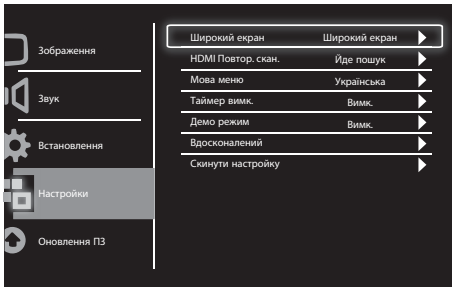 Зображення
Звук
Встановлення
Настройки
Оновлення ПЗ
Широкий екран Широкий екран
HDMI Повтор. скан. Йде пошук
Мова меню Українська
Таймер вимк. Вимк.
Демо режим Вимк.
Вдосконалений
Скинути настройку